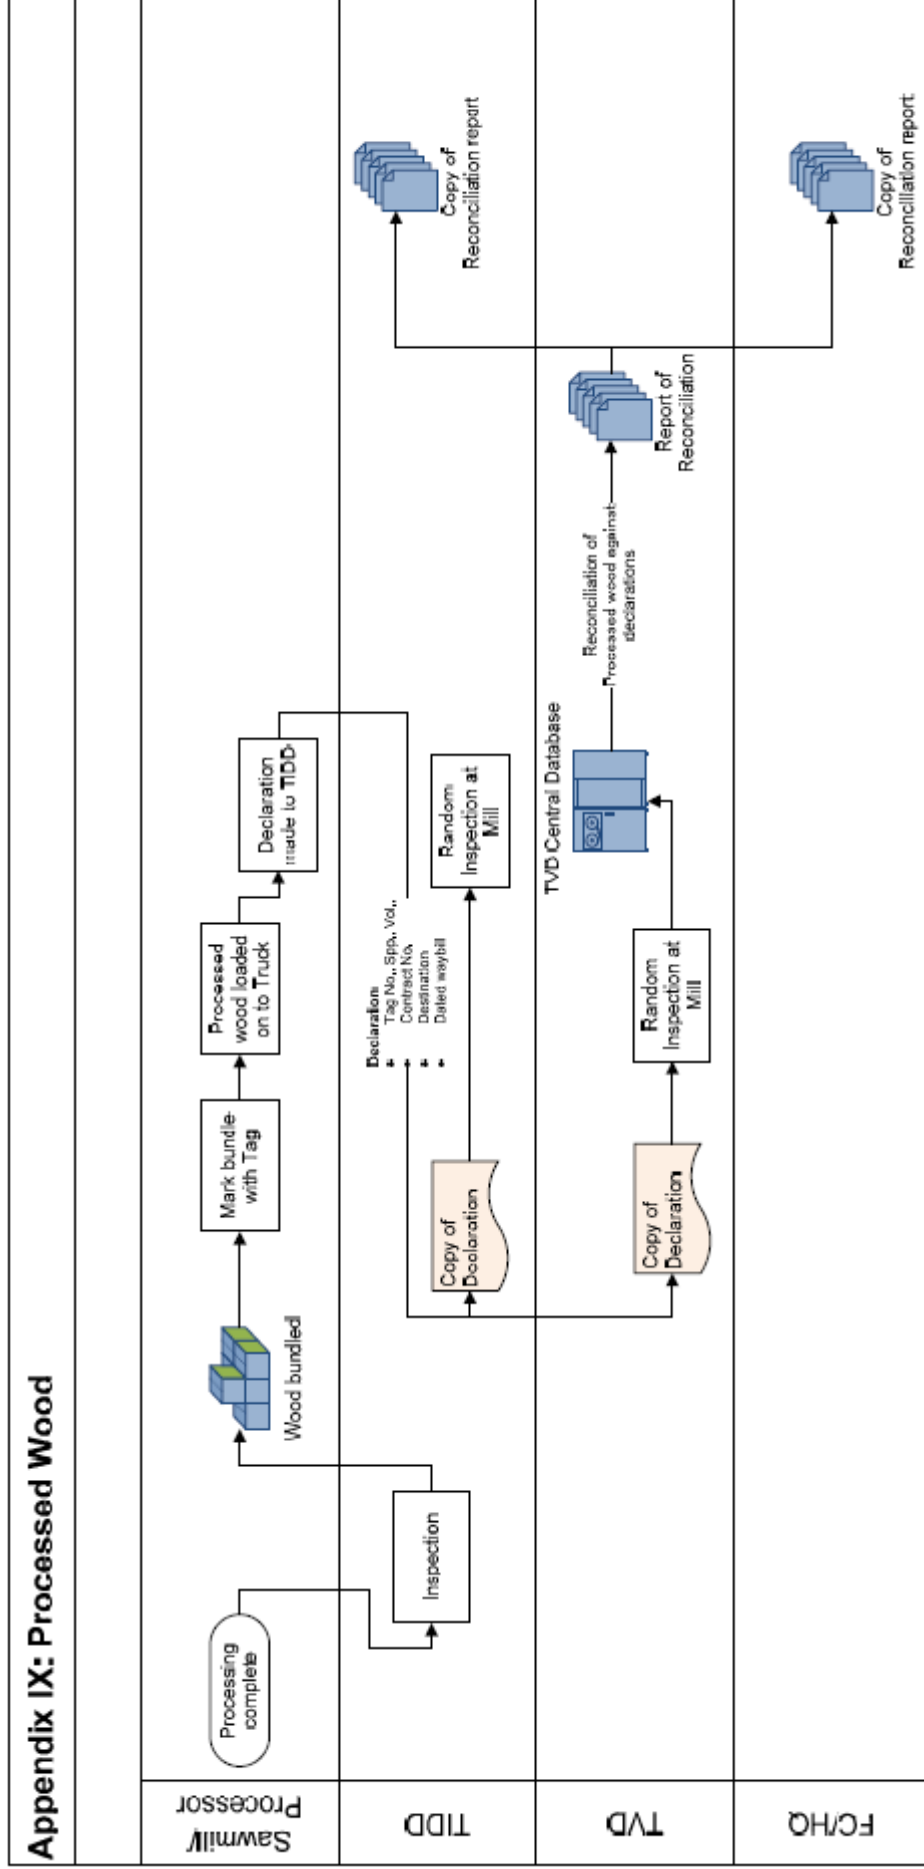 Appendix IX: Processed Wood
Sawmill/
Processor
Processing
complete
Wood bundled
Mark bundle
with Tag
Processed
wood loaded
on to Truck
Declaration
made to TIDD
TIDD
Inspection
Declaration:
• Tag No., Spp., Vol.,
• Contract No.
• Destination
• Dated waybill
Copy of
Declaration
Random
Inspection at
Mill
Copy of
Reconciliation report
TVD
Copy of
Declaration
Random
Inspection at
Mill
TVD Central Database
Reconciliation of
Processed wood against
declarations
Report of
Reconciliation
FC/HQ
Copy of
Reconciliation report